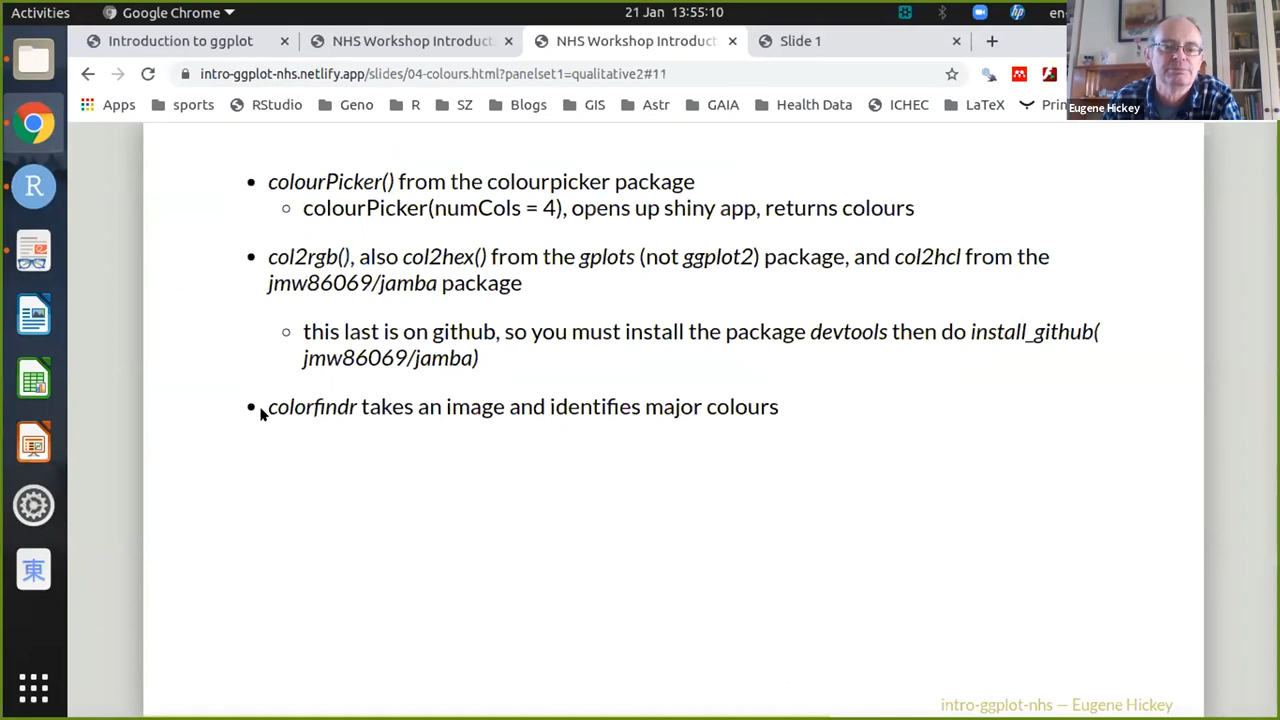 Activities
Google Chrome
21 Jan 13:55:10
en
Introduction to ggplot
NHS Workshop Introduct
NHS Workshop Introduct
Slide 1
intro-ggplot-nhs.netlify.app/slides/04-colours.html?panelset1=qualitative2#11
Apps
sports
RStudio
Geno
R
SZ
Blogs
GIS
Astr
GAIA
Health Data
ICHEC
LaTeX
Prin
Eugene Hickey
colourPicker() from the colourpicker package
colourPicker(numCols = 4), opens up shiny app, returns colours
col2rgb(), also col2hex() from the gplots (not ggplot2) package, and col2hcl from the
jmw86069/jamba package
this last is on github, so you must install the package devtools then do install_github(
jmw86069/jamba)
colorfindr takes an image and identifies major colours
R
東
intro-ggplot-nhs — Eugene Hickey